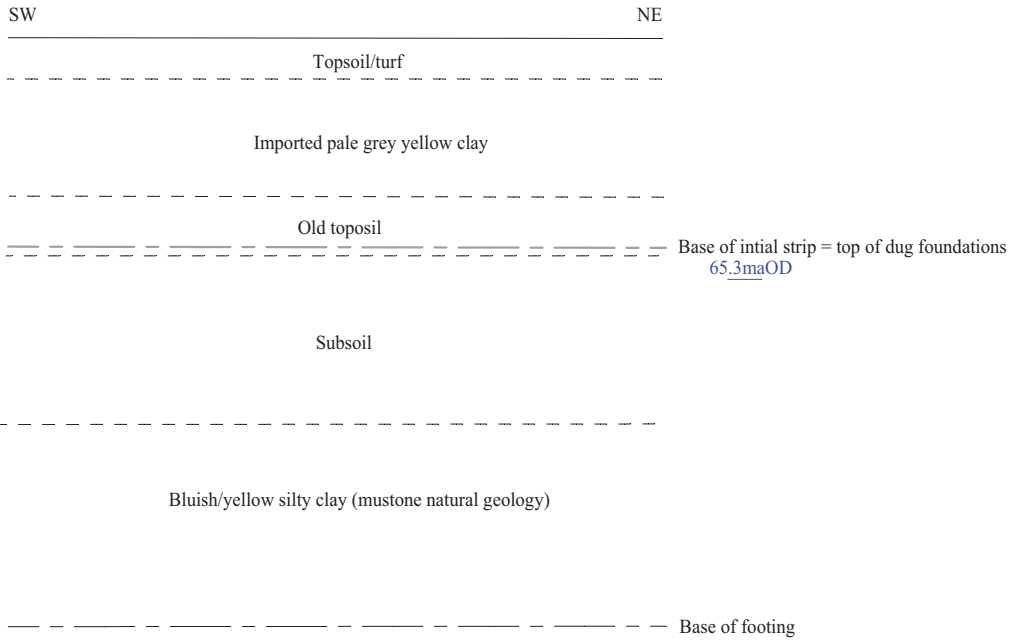 SW
NE
Topsoil/turf
Imported pale grey yellow clay
Old toposil
Base of intial strip = top of dug foundations
65.3maOD
Subsoil
Bluish/yellow silty clay (mustone natural geology)
Base of footing